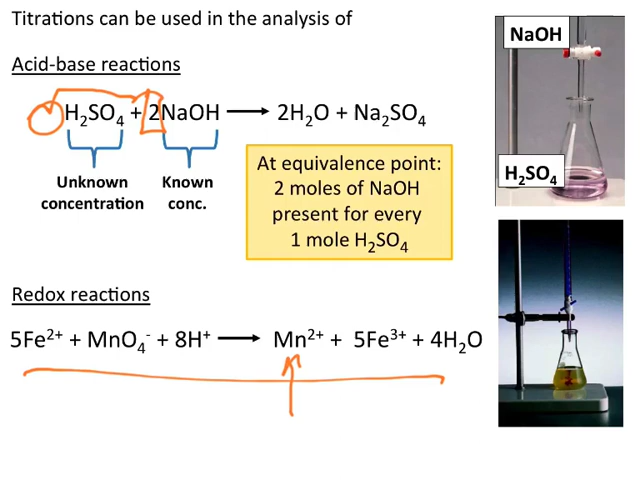 Titrations can be used in the analysis of
Acid-base reactions
H₂SO₄ + 2NaOH → 2H₂O + Na₂SO₄
Unknown concentration
Known conc.
At equivalence point:
2 moles of NaOH
present for every
1 mole H₂SO₄
NaOH
H₂SO₄
Redox reactions
5Fe²⁺ + MnO₄⁻ + 8H⁺ → Mn²⁺ + 5Fe³⁺ + 4H₂O